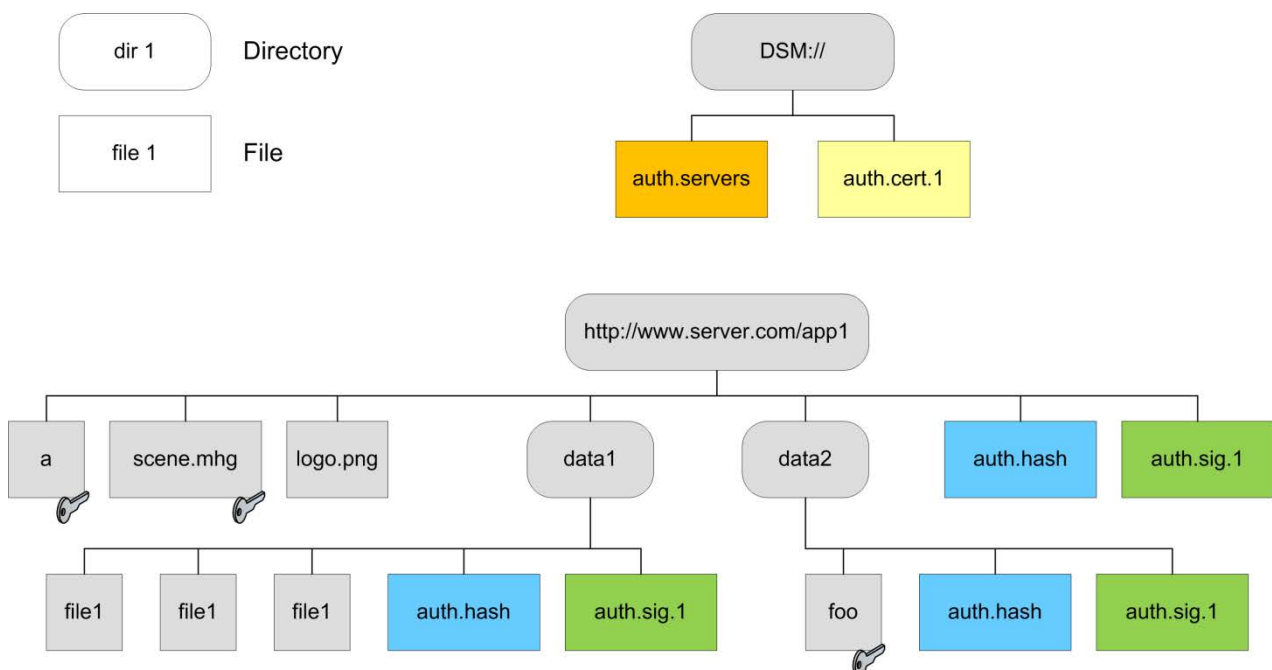 dir 1
Directory
DSM://
file 1
File
auth.servers
auth.cert.1
http://www.server.com/app1
a
scene.mhg
logo.png
data1
data2
auth.hash
auth.sig.1
file1
file1
file1
auth.hash
auth.sig.1
foo
auth.hash
auth.sig.1